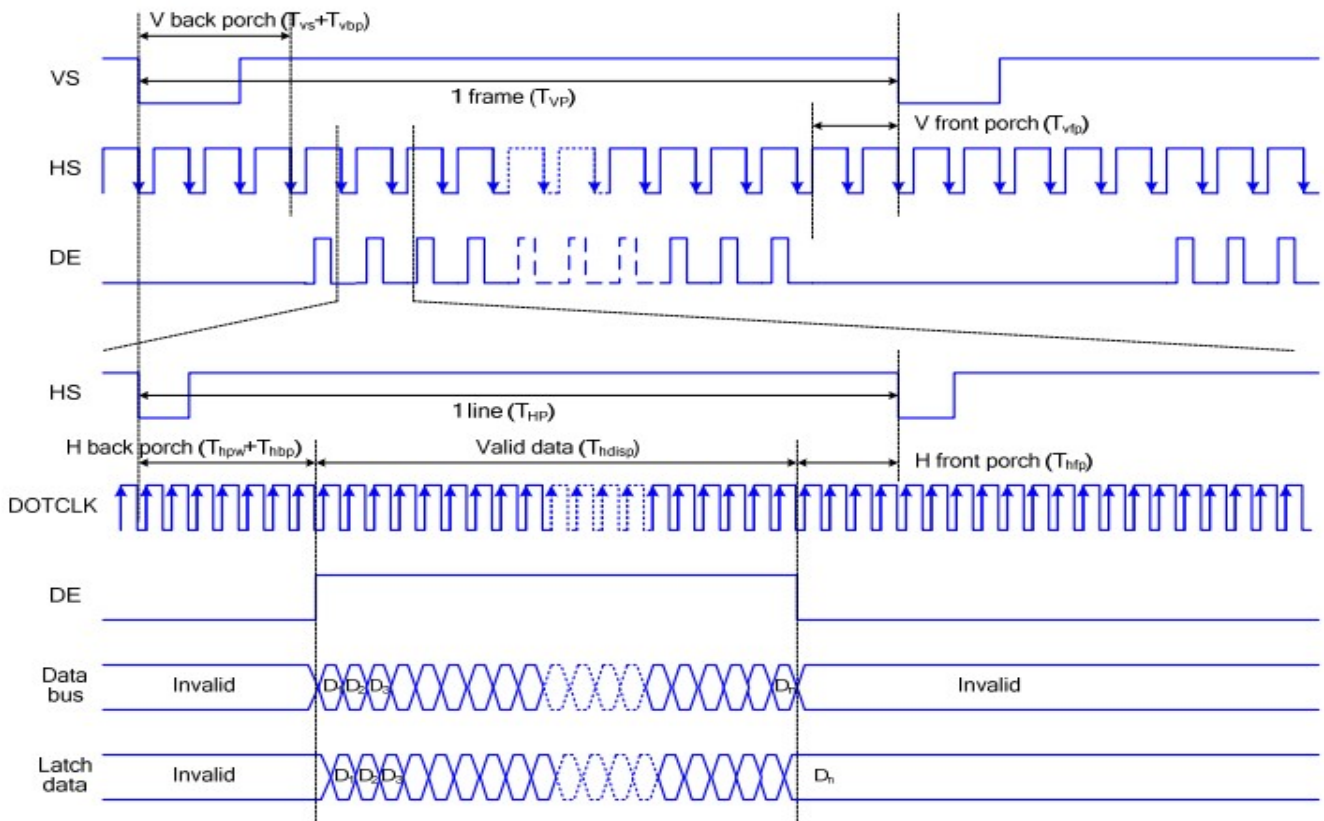 V back porch (Tvs+Tvbp)
VS
1 frame (TVP)
V front porch (Tvfp)
HS
DE
HS
1 line (THP)
H back porch (Thpw+Thbp)
Valid data (Thdisp)
H front porch (Thfp)
DOTCLK
DE
Data
bus
Invalid
D2
D3
Invalid
Latch
data
Invalid
D1
D2
D3
Dn